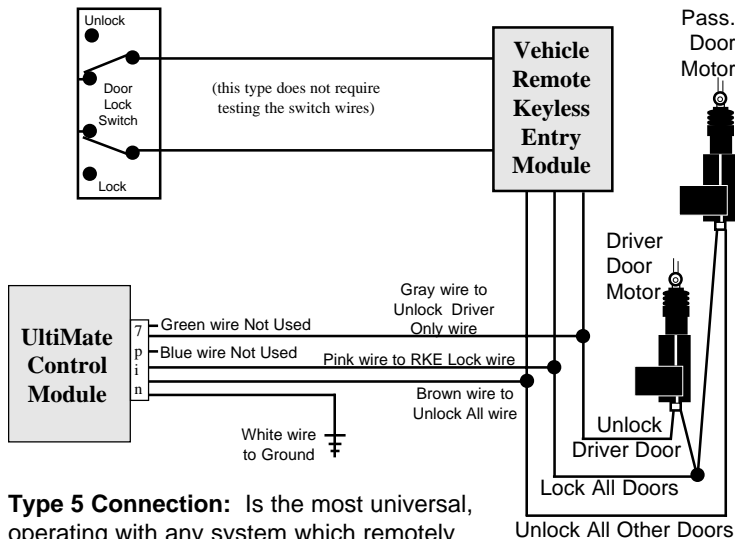 Unlock
Door
Lock
Switch
Lock
(this type does not require
testing the switch wires)
Vehicle
Remote
Keyless
Entry
Module
Pass.
Door
Motor
Driver
Door
Motor
UltiMate
Control
Module
7
p
i
n
Green wire Not Used
Gray wire to
Unlock Driver
Only wire
Blue wire Not Used
Pink wire to RKE Lock wire
Brown wire to
Unlock All wire
White wire
to Ground
Unlock
Driver Door
Lock All Doors
Unlock All Other Doors
Type 5 Connection: Is the most universal,
operating with any system which remotely